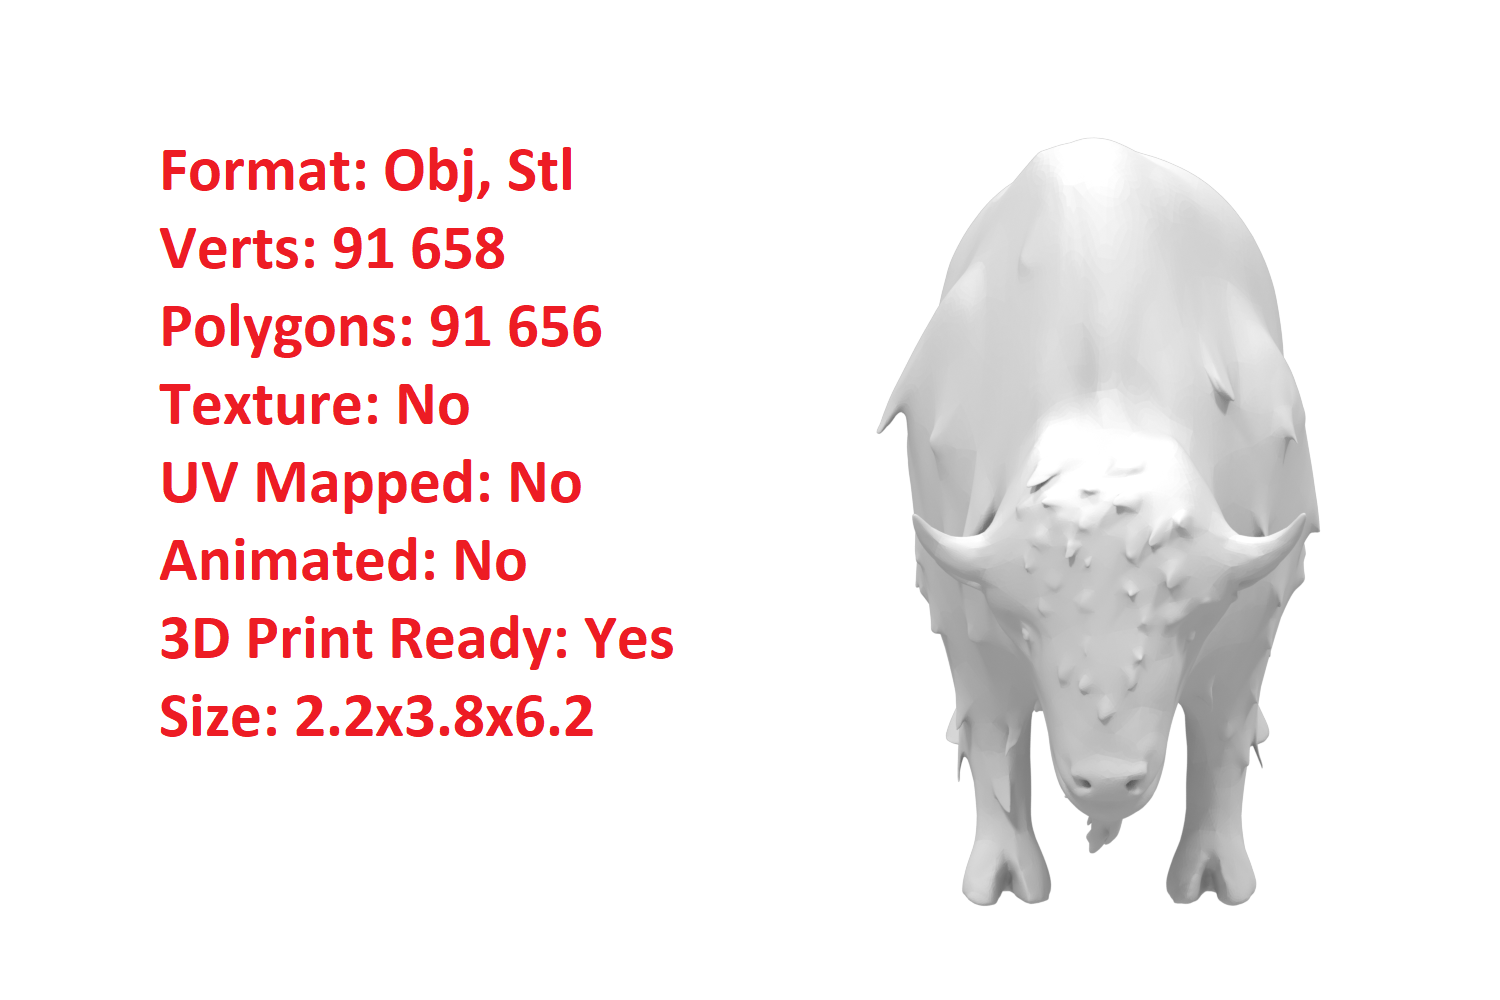 Format: Obj, Stl
Verts: 91 658
Polygons: 91 656
Texture: No
UV Mapped: No
Animated: No
3D Print Ready: Yes
Size: 2.2x3.8x6.2